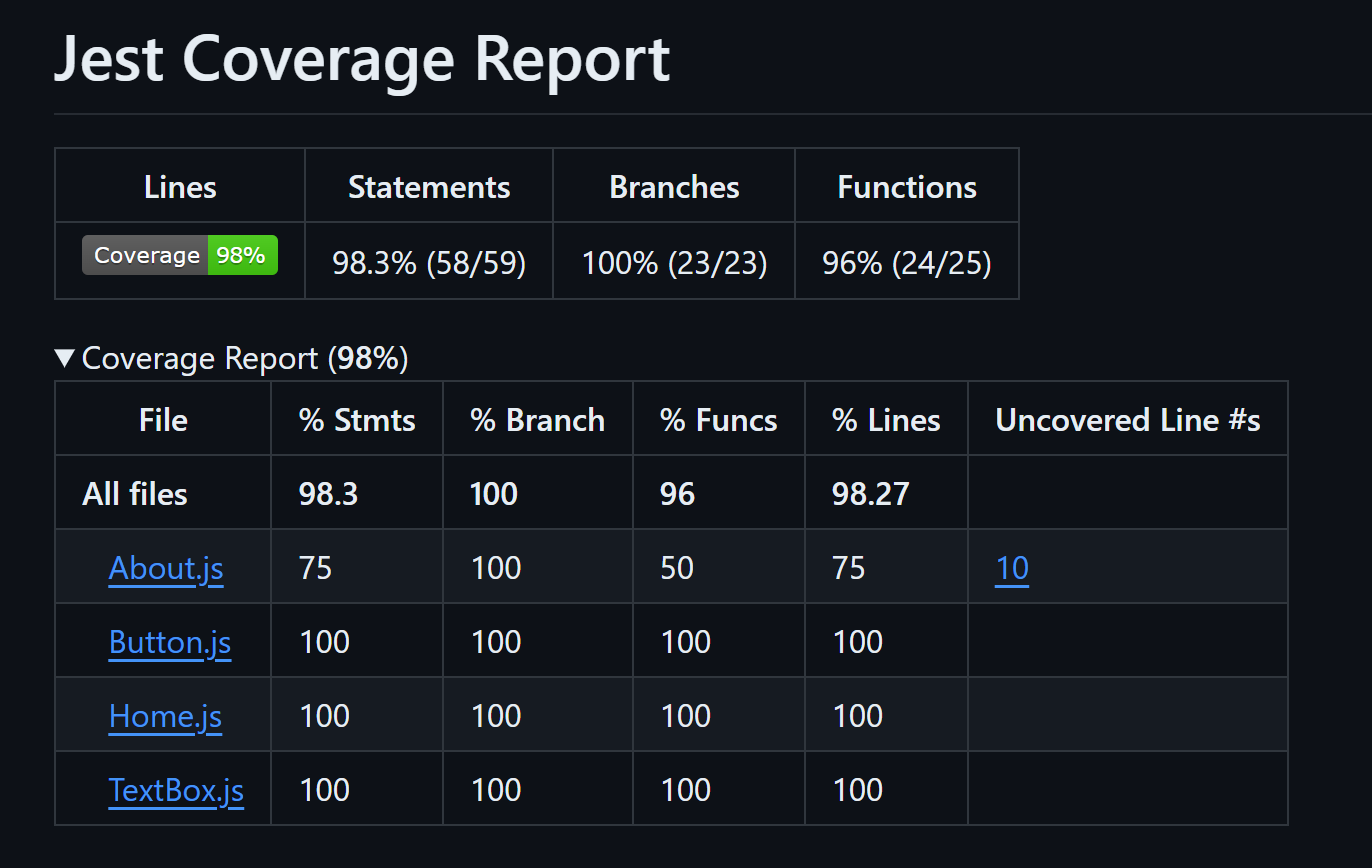 Jest Coverage Report
Lines Statements Branches Functions
Coverage 98% 98.3% (58/59) 100% (23/23) 96% (24/25)
▼ Coverage Report (98%)
File % Stmts % Branch % Funcs % Lines Uncovered Line #s
All files 98.3 100 96 98.27
About.js 75 100 50 75 10
Button.js 100 100 100 100
Home.js 100 100 100 100
TextBox.js 100 100 100 100